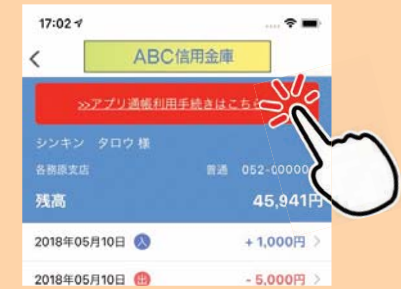 17:02
ABC信用金庫
>>アプリ通帳利用手続きはこちら
シンキン タロウ 様
各務原支店 普通 052-00000
残高 45,941円
2018年05月10日 入 + 1,000円 >
2018年05月10日 出 - 5,000円 >